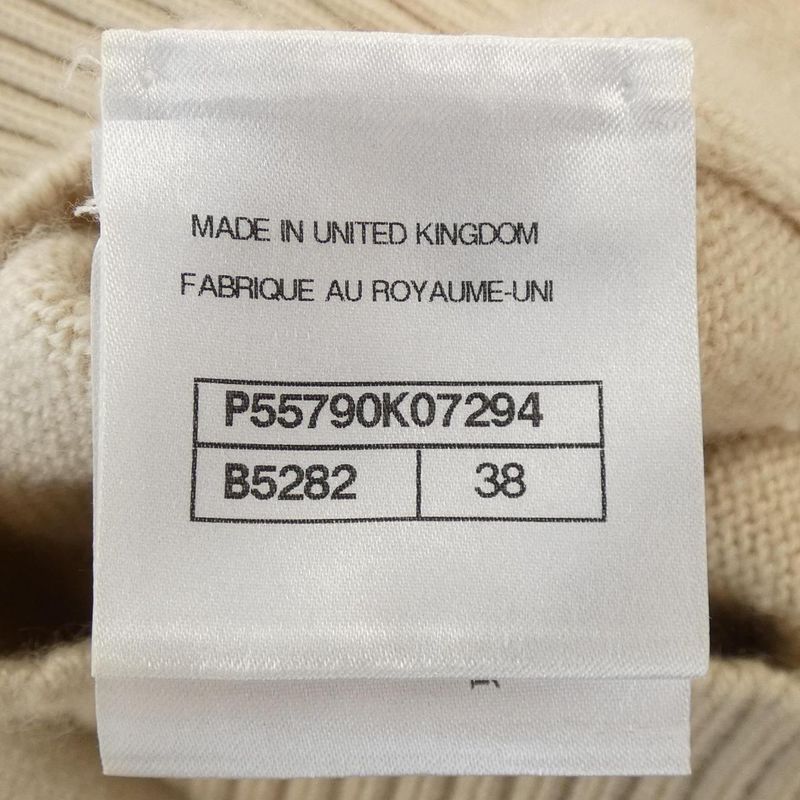 MADE IN UNITED KINGDOM
FABRIQUE AU ROYAUME-UNI
P55790K07294
B5282 38